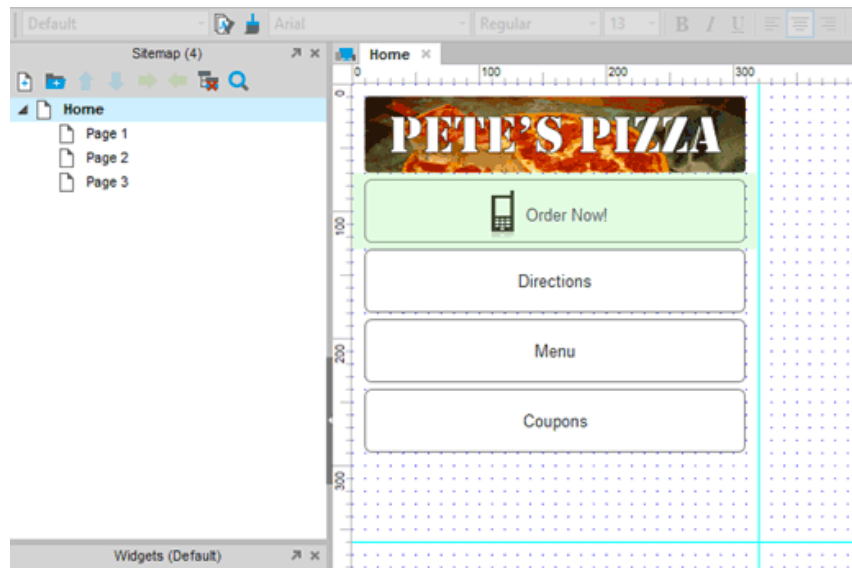 Default Arial Regular 13 B I U
Sitemap (4)
Home
0 100 200 300
Home
Page 1
Page 2
Page 3
0
100
200
300
PETE'S PIZZA
Order Now!
Directions
Menu
Coupons
Widgets (Default)